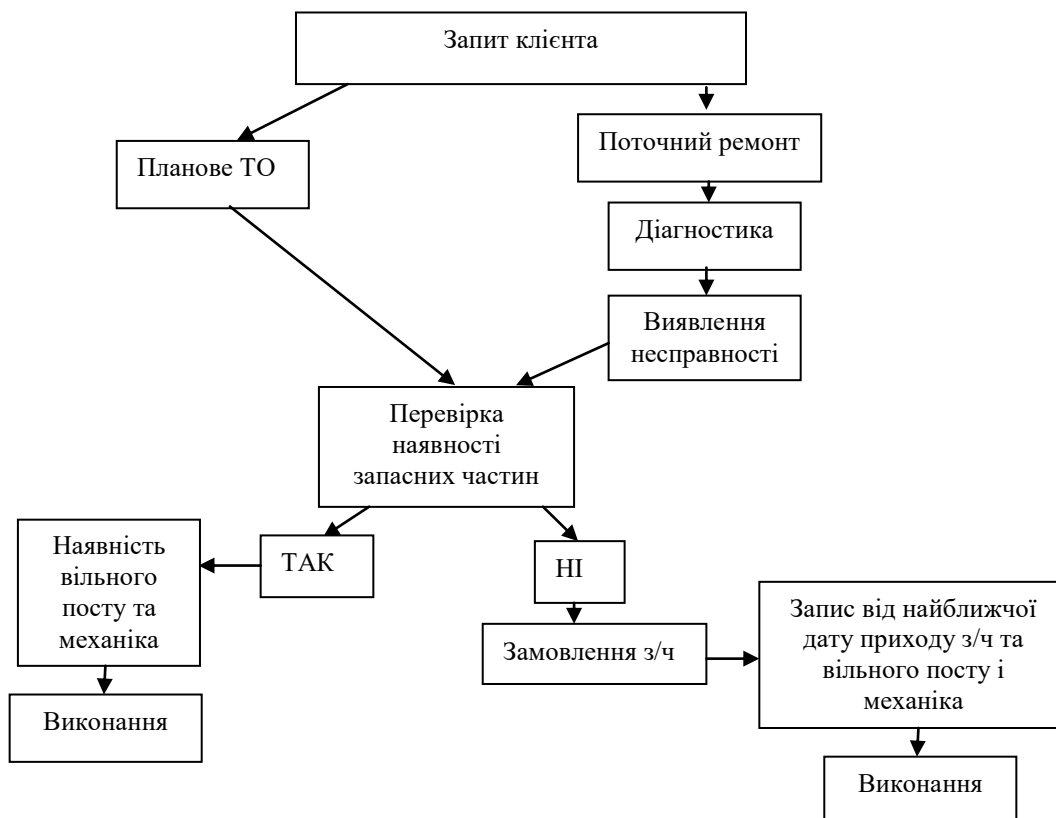 Запит клієнта
Планове ТО
Поточний ремонт
Діагностика
Виявлення
несправності
Перевірка
наявності
запасних частин
Наявність
вільного
посту та
механіка
ТАК
НІ
Запис від найближчої
дату приходу з/ч та
вільного посту і
механіка
Замовлення з/ч
Виконання
Виконання